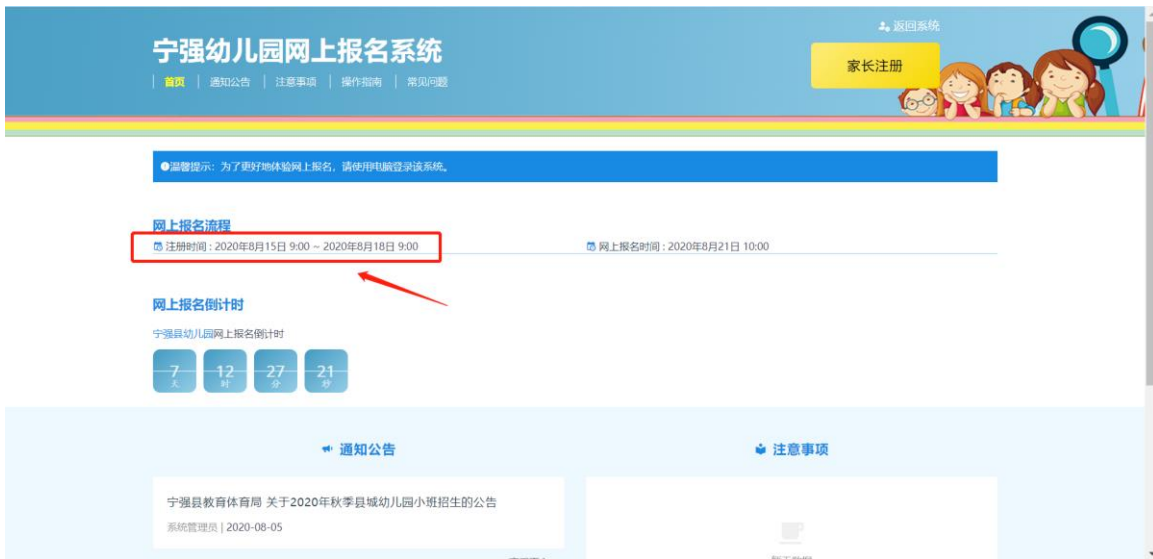 返回系统
宁强幼儿园网上报名系统
家长注册
首页 | 通知公告 | 注意事项 | 操作指南 | 常见问题
温馨提示：为了更好地体验网上报名，请使用电脑登录该系统。
网上报名流程
注册时间：2020年8月15日 9:00 ~ 2020年8月18日 9:00
网上报名时间：2020年8月21日 10:00
网上报名倒计时
宁强县幼儿园网上报名倒计时
7 12 27 21
天 时 分 秒
通知公告
注意事项
宁强县教育体育局 关于2020年秋季县城幼儿园小班招生的公告
系统管理员 | 2020-08-05